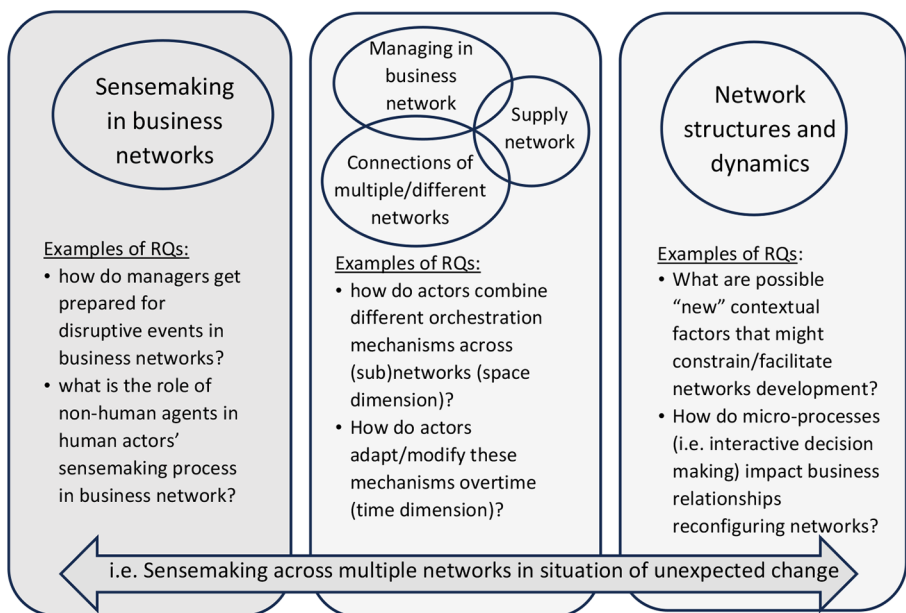 Sensemaking
in business
networks
Examples of RQs:
• how do managers get
prepared for
disruptive events in
business networks?
• what is the role of
non-human agents in
human actors’
sensemaking process
in business network?
Managing in
business
network
Supply
network
Connections of
multiple/different
networks
Examples of RQs:
• how do actors combine
different orchestration
mechanisms across
(sub)networks (space
dimension)?
• How do actors
adapt/modify these
mechanisms overtime
(time dimension)?
Network
structures and
dynamics
Examples of RQs:
• What are possible
“new” contextual
factors that might
constrain/facilitate
networks development?
• How do micro-processes
(i.e. interactive decision
making) impact business
relationships
reconfiguring networks?
i.e. Sensemaking across multiple networks in situation of unexpected change